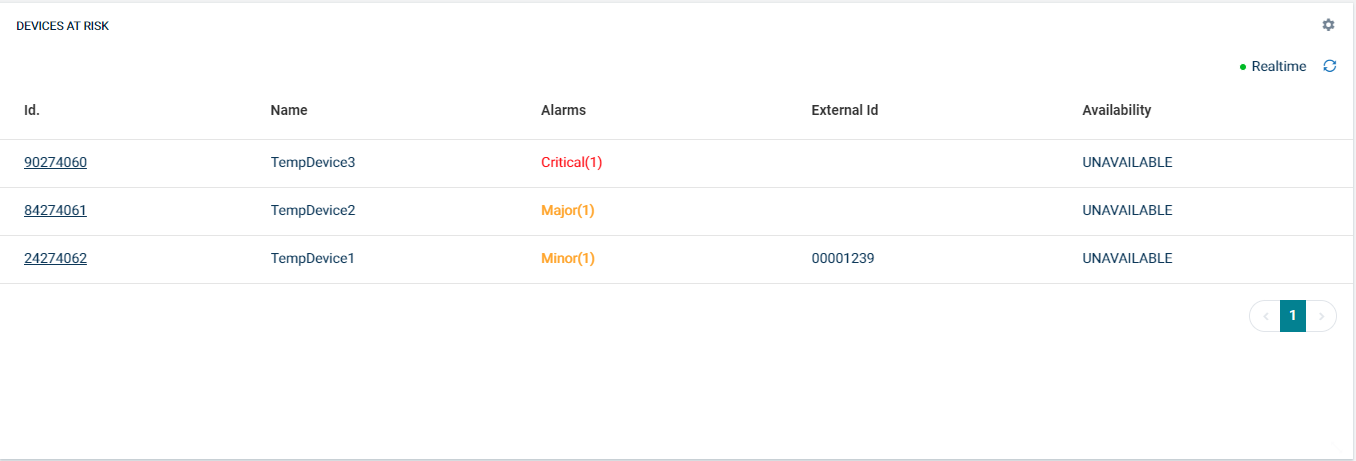 DEVICES AT RISK
Realtime
Id. Name Alarms External Id Availability
90274060 TempDevice3 Critical(1) UNAVAILABLE
84274061 TempDevice2 Major(1) UNAVAILABLE
24274062 TempDevice1 Minor(1) 00001239 UNAVAILABLE
1